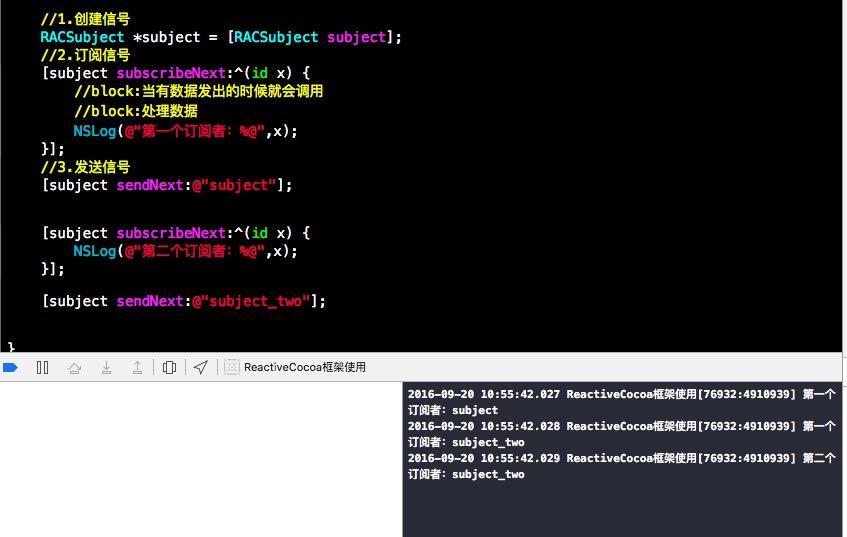 //1.创建信号
RACSubject *subject = [RACSubject subject];
//2.订阅信号
[subject subscribeNext:^(id x) {
//block:当有数据发出的时候就会调用
//block:处理数据
NSLog(@"第一个订阅者：%@",x);
}];
//3.发送信号
[subject sendNext:@"subject"];
[subject subscribeNext:^(id x) {
NSLog(@"第二个订阅者：%@",x);
}];
[subject sendNext:@"subject_two"];
}
ReactiveCocoa框架使用
2016-09-20 10:55:42.027 ReactiveCocoa框架使用[76932:4910939] 第一个
订阅者：subject
2016-09-20 10:55:42.028 ReactiveCocoa框架使用[76932:4910939] 第一个
订阅者：subject_two
2016-09-20 10:55:42.029 ReactiveCocoa框架使用[76932:4910939] 第二个
订阅者：subject_two